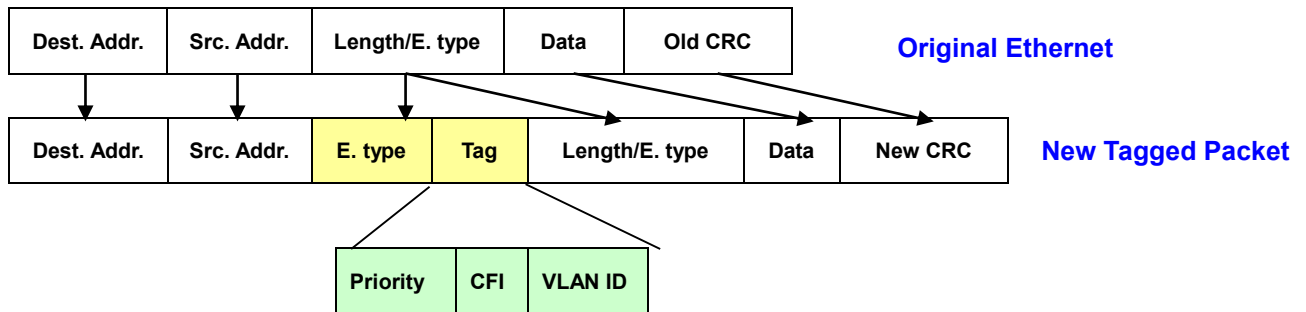 Dest. Addr. Src. Addr. Length/E. type Data Old CRC Original Ethernet
Dest. Addr. Src. Addr. E. type Tag Length/E. type Data New CRC New Tagged Packet
Priority CFI VLAN ID